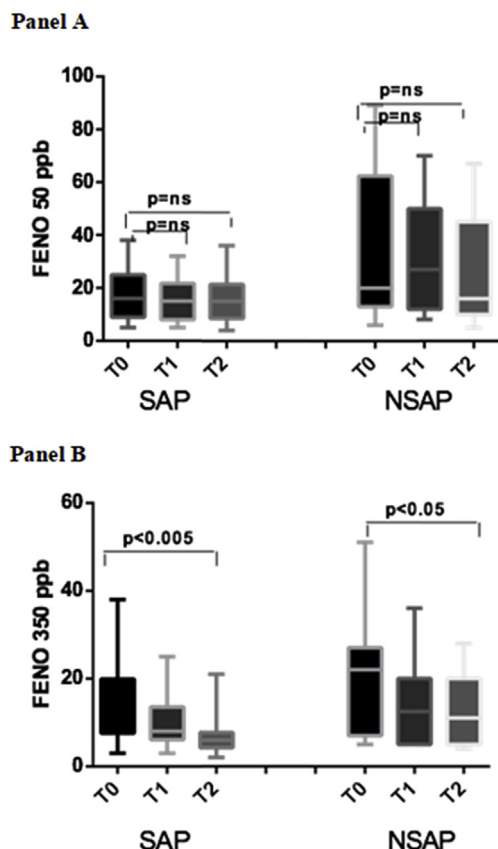 Panel A
FENO 50 ppb
100
80
60
40
20
0
p=ns
p=ns
p=ns
p=ns
T0
T1
T2
T0
T1
T2
SAP
NSAP
Panel B
FENO 350 ppb
60
40
20
0
p<0.005
p<0.05
T0
T1
T2
T0
T1
T2
SAP
NSAP